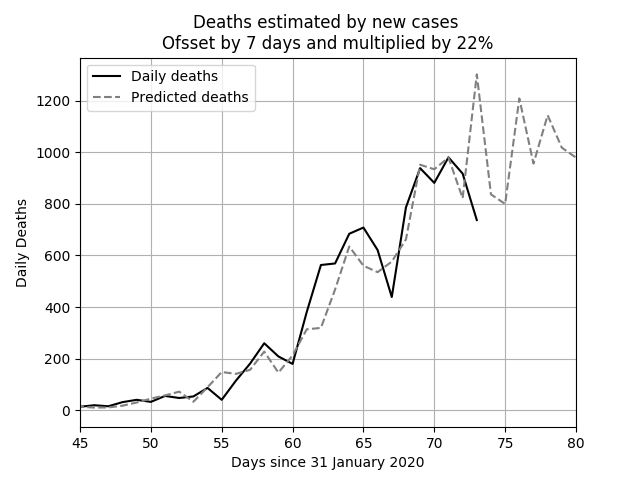 Deaths estimated by new cases
Ofsset by 7 days and multiplied by 22%
Daily deaths
Predicted deaths
1200
1000
800
600
400
200
0
Daily Deaths
45 50 55 60 65 70 75 80
Days since 31 January 2020